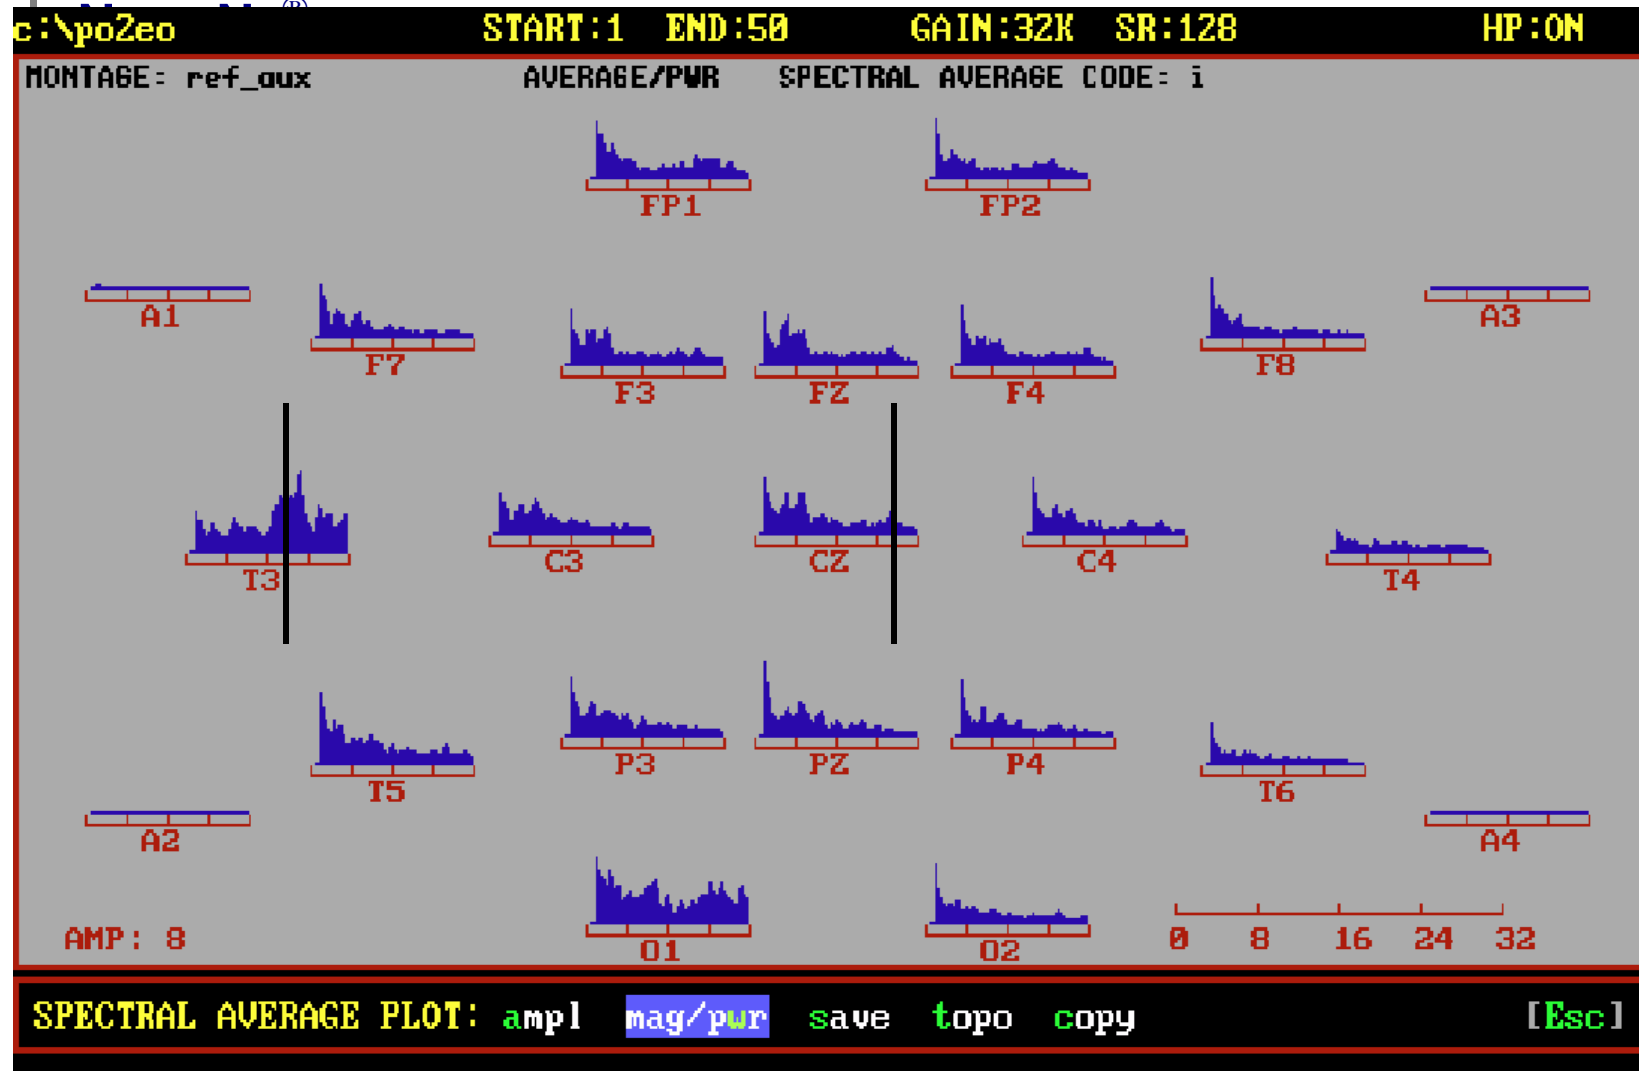 c:\po2eo START:1 END:50 GAIN:32K SR:128 HP:ON
MONTAGE: ref_aux AVERAGE/PWR SPECTRAL AVERAGE CODE: i
FP1 FP2
A1 A3
F7 F8
F3 FZ F4
C3 CZ C4
T3 T4
P3 PZ P4
T5 T6
A2 A4
AMP: 8 0 8 16 24 32
O1 O2
SPECTRAL AVERAGE PLOT: ampl mag/pwr save topo copy [Esc]